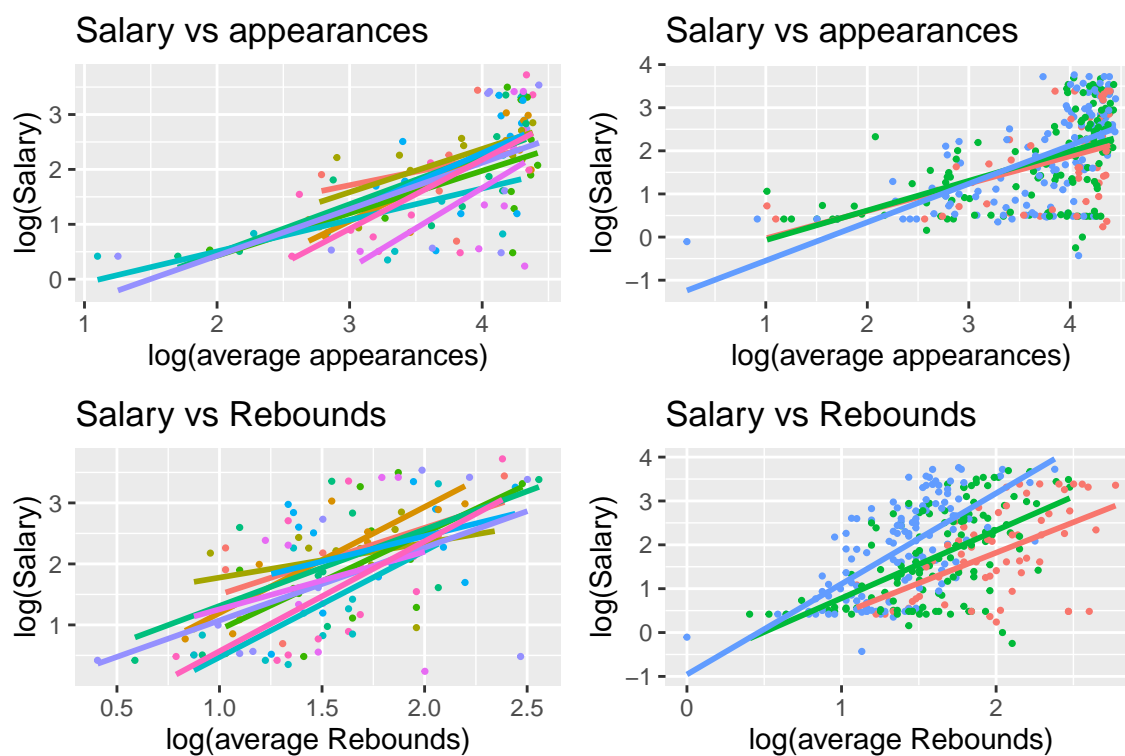 Salary vs appearances
log(Salary)
3
2
1
0
1
2
3
4
log(average appearances)
Salary vs appearances
log(Salary)
4
3
2
1
0
−1
1
2
3
4
log(average appearances)
Salary vs Rebounds
log(Salary)
3
2
1
0.5
1.0
1.5
2.0
2.5
log(average Rebounds)
Salary vs Rebounds
log(Salary)
4
3
2
1
0
−1
0
1
2
log(average Rebounds)